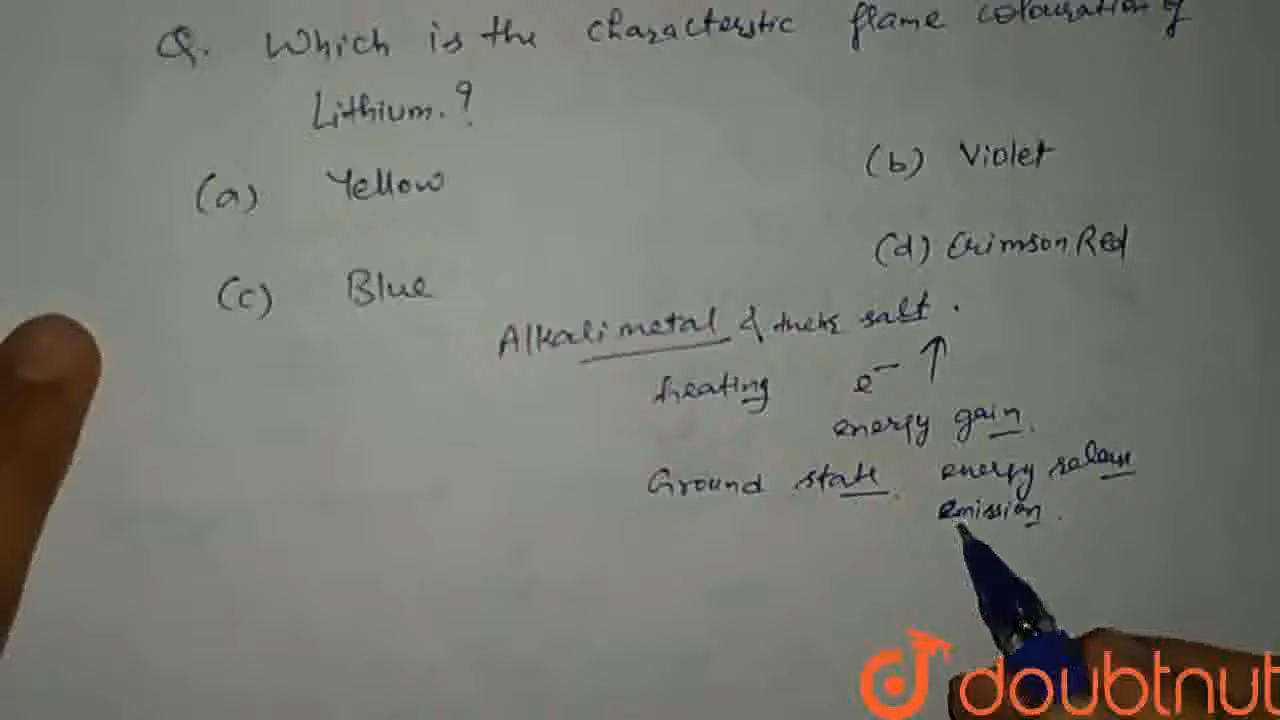 Q. Which is the characterstic flame colouration of
Lithium.?
(a) Yellow
(b) Violet
(c) Blue
(d) Crimson Red
Alkali metal & their salt.
heating e⁻ ↑
energy gain.
Ground state. energy release
emission.
doubtnut